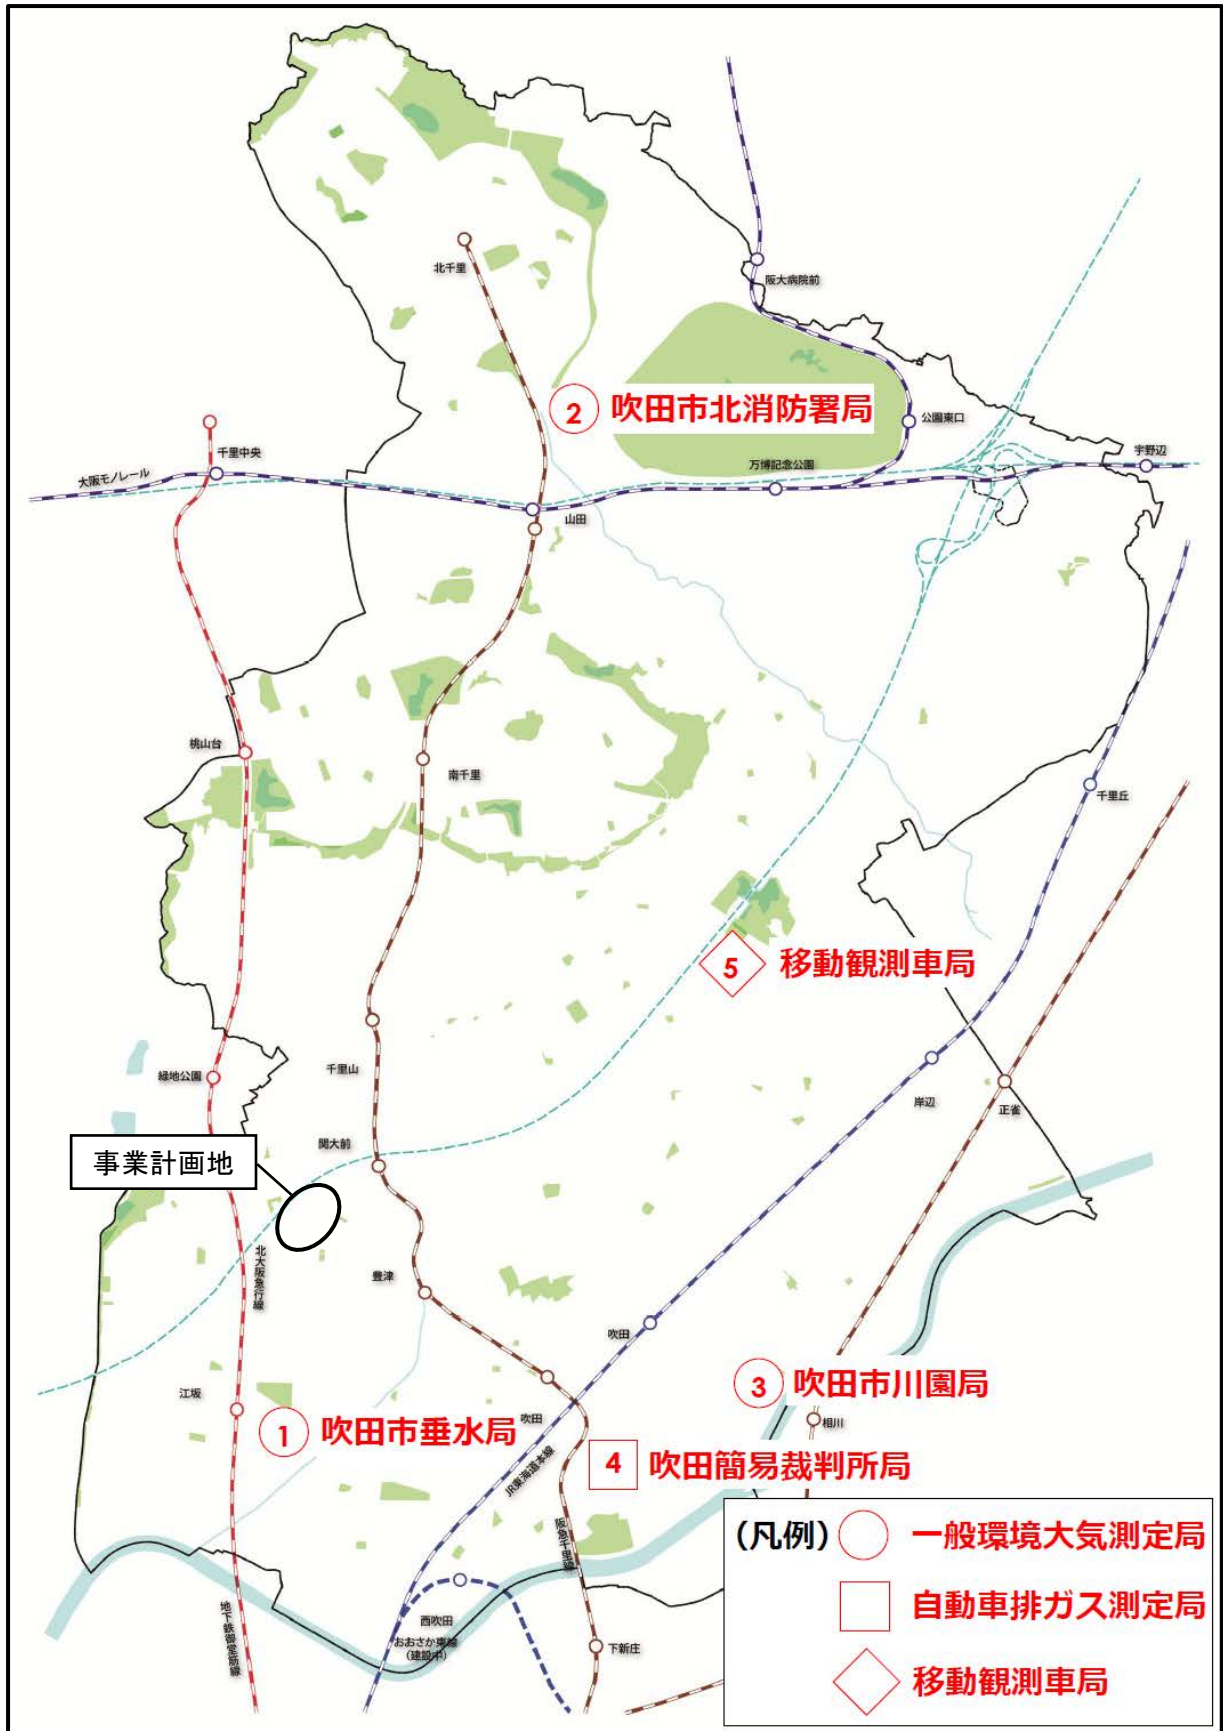 北千里
阪大病院前
② 吹田市北消防署局
公園東口
千里中央
大阪モノレール
万博記念公園
宇野辺
山田
桃山台
南千里
千里丘
⑤ 移動観測車局
緑地公園
千里山
岸辺
正雀
関大前
事業計画地
北大阪急行線
豊津
吹田
③ 吹田市川園局
江坂
① 吹田市垂水局
吹田
相川
4 吹田簡易裁判所局
JR東海道本線
阪急千里線
西吹田
おおさか東線
(建設中)
下新庄
地下鉄御堂筋線
(凡例)
一般環境大気測定局
自動車排ガス測定局
移動観測車局